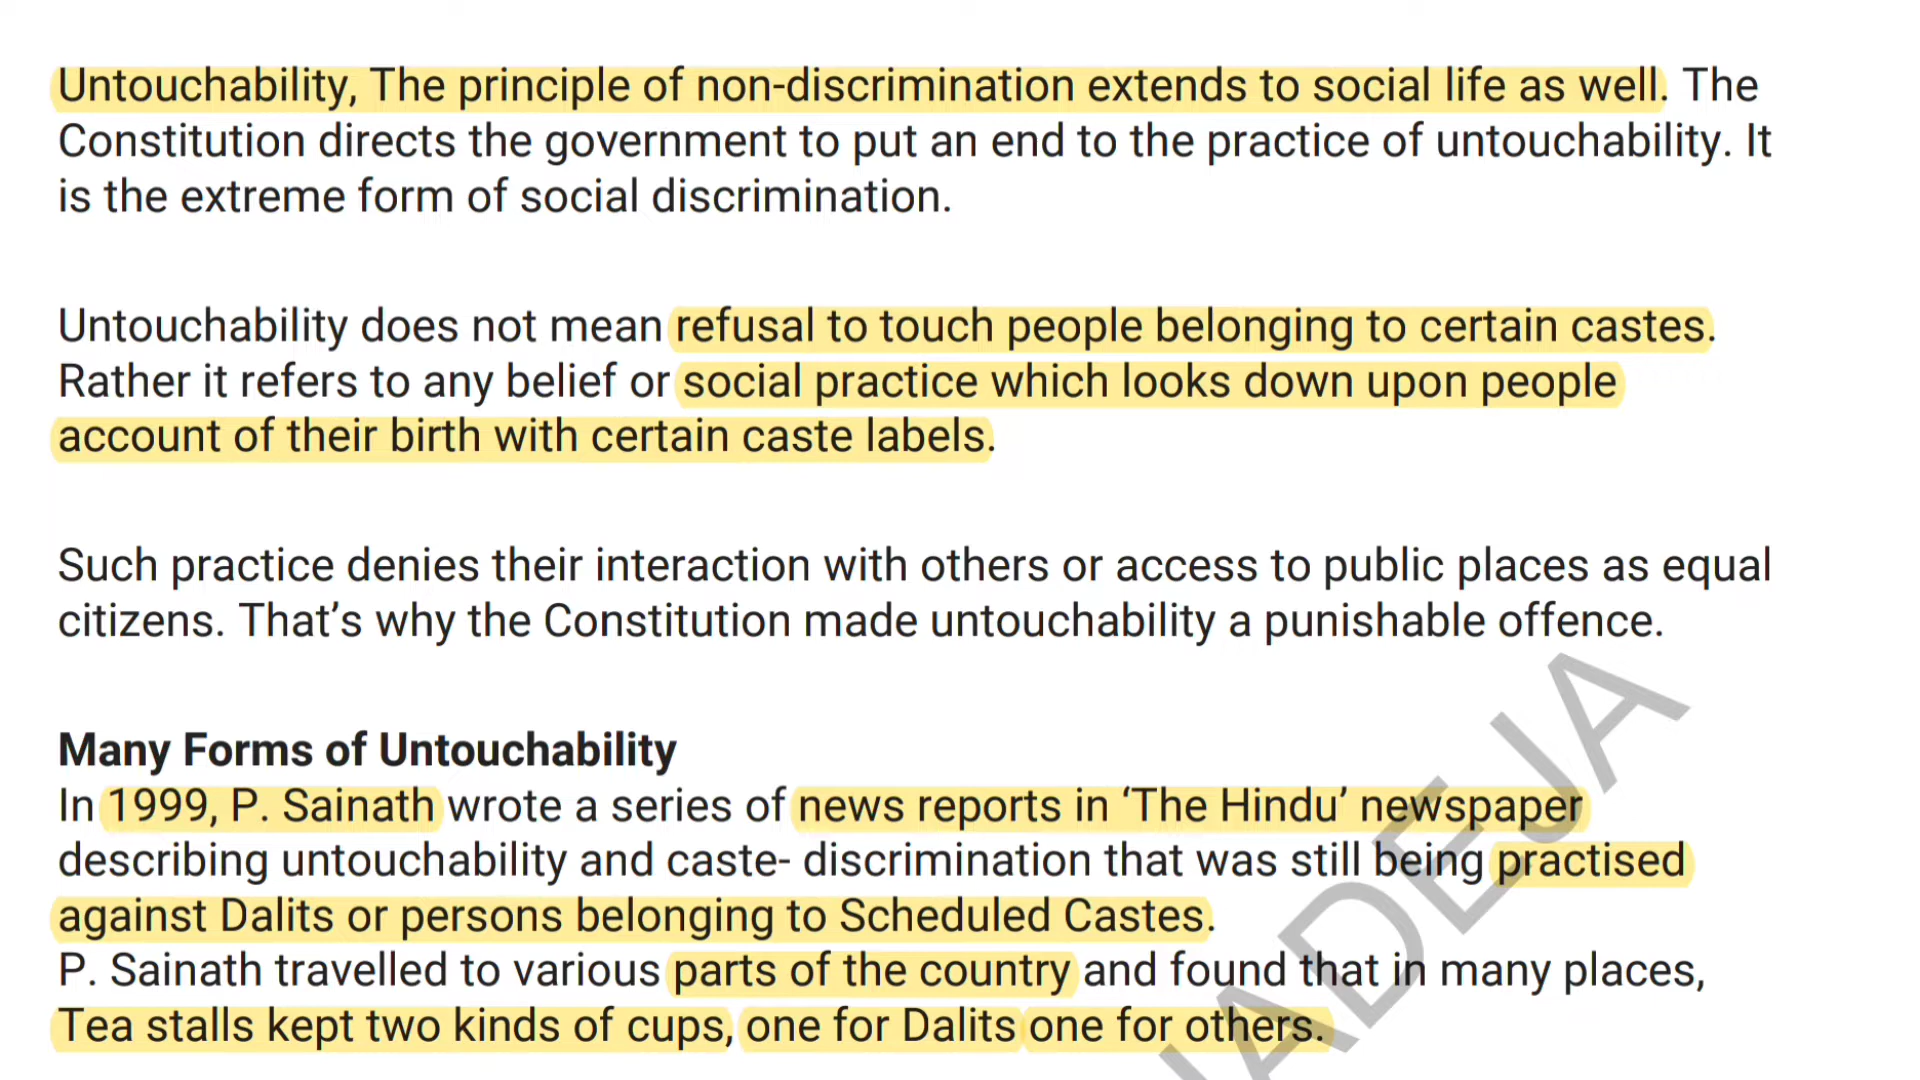 Untouchability, The principle of non-discrimination extends to social life as well. The
Constitution directs the government to put an end to the practice of untouchability. It
is the extreme form of social discrimination.
Untouchability does not mean refusal to touch people belonging to certain castes.
Rather it refers to any belief or social practice which looks down upon people
account of their birth with certain caste labels.
Such practice denies their interaction with others or access to public places as equal
citizens. That’s why the Constitution made untouchability a punishable offence.
Many Forms of Untouchability
In 1999, P. Sainath wrote a series of news reports in ‘The Hindu’ newspaper
describing untouchability and caste- discrimination that was still being practised
against Dalits or persons belonging to Scheduled Castes.
P. Sainath travelled to various parts of the country and found that in many places,
Tea stalls kept two kinds of cups, one for Dalits one for others.